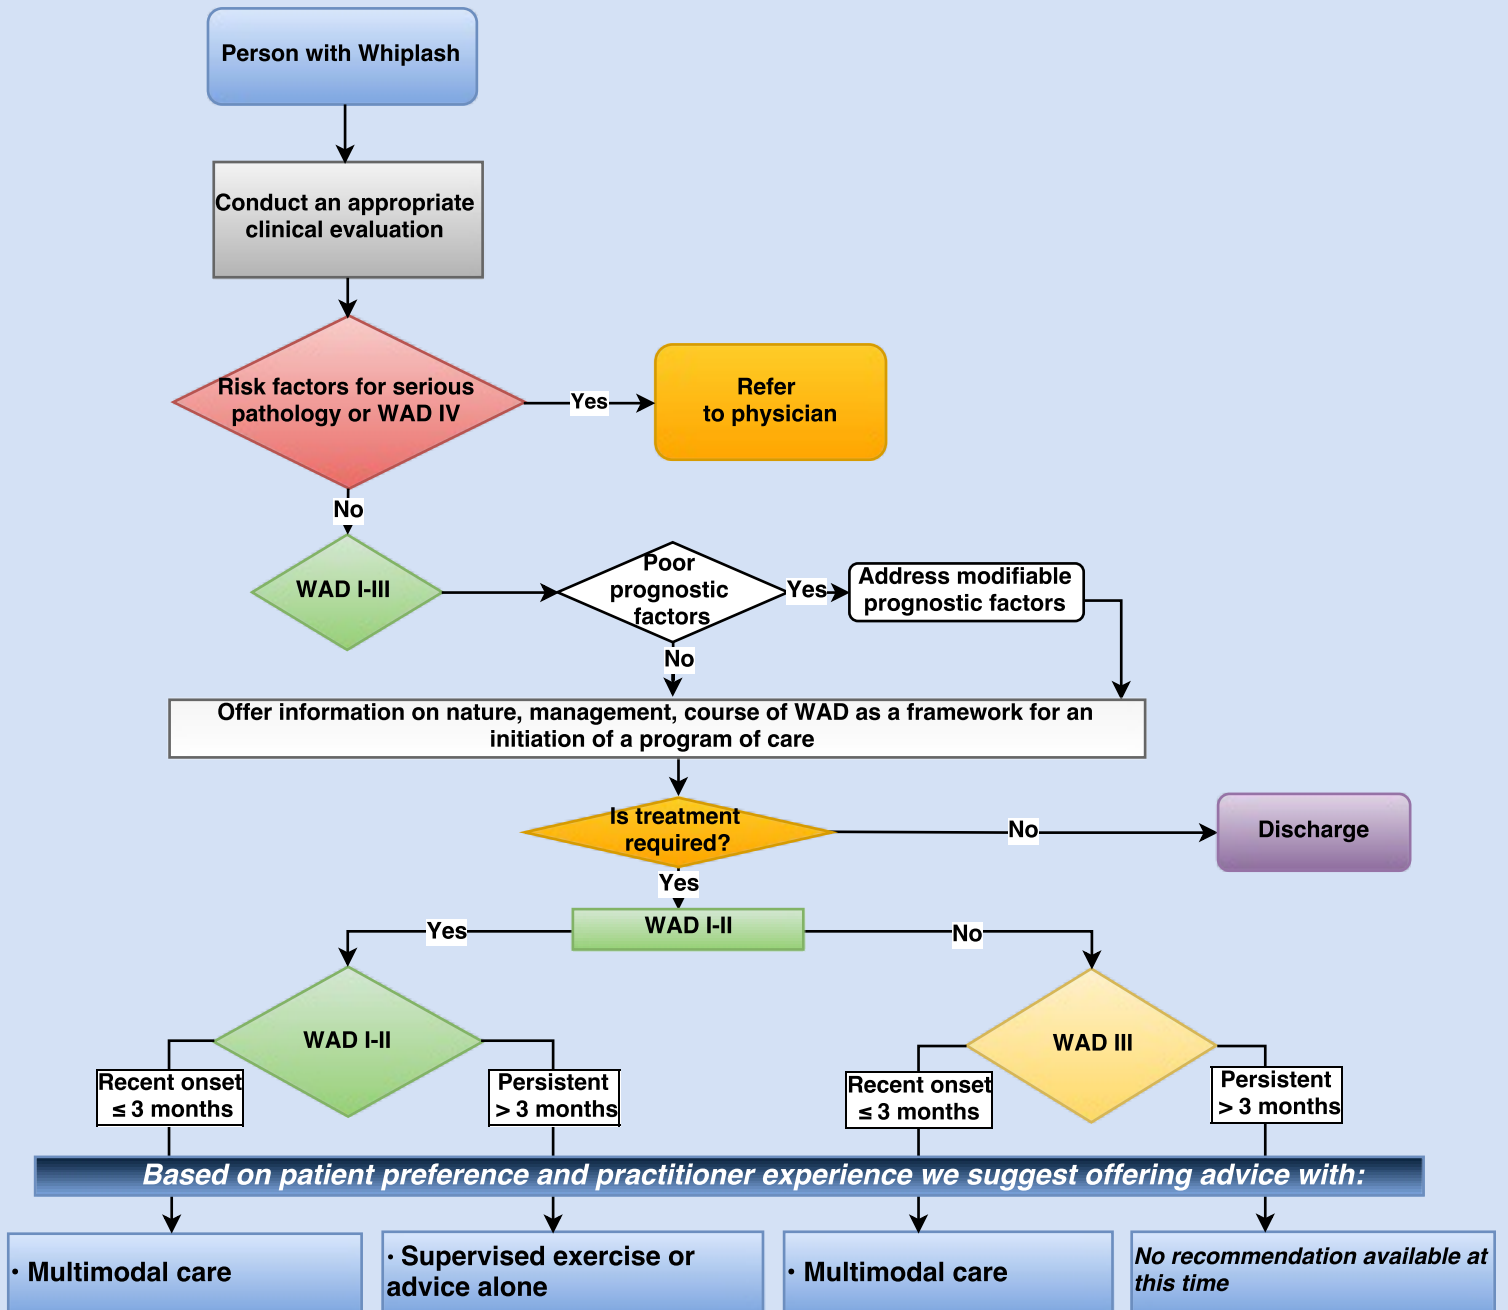 Person with Whiplash
Conduct an appropriate
clinical evaluation
Risk factors for serious
pathology or WAD IV
Yes
Refer
to physician
No
WAD I-III
Poor
prognostic
factors
Yes
Address modifiable
prognostic factors
No
Offer information on nature, management, course of WAD as a framework for an
initiation of a program of care
Is treatment
required?
No
Discharge
Yes
WAD I-II
Yes
No
WAD I-II
WAD III
Recent onset
≤ 3 months
Persistent
> 3 months
Recent onset
≤ 3 months
Persistent
> 3 months
Based on patient preference and practitioner experience we suggest offering advice with:
· Multimodal care
· Supervised exercise or
advice alone
· Multimodal care
No recommendation available at
this time